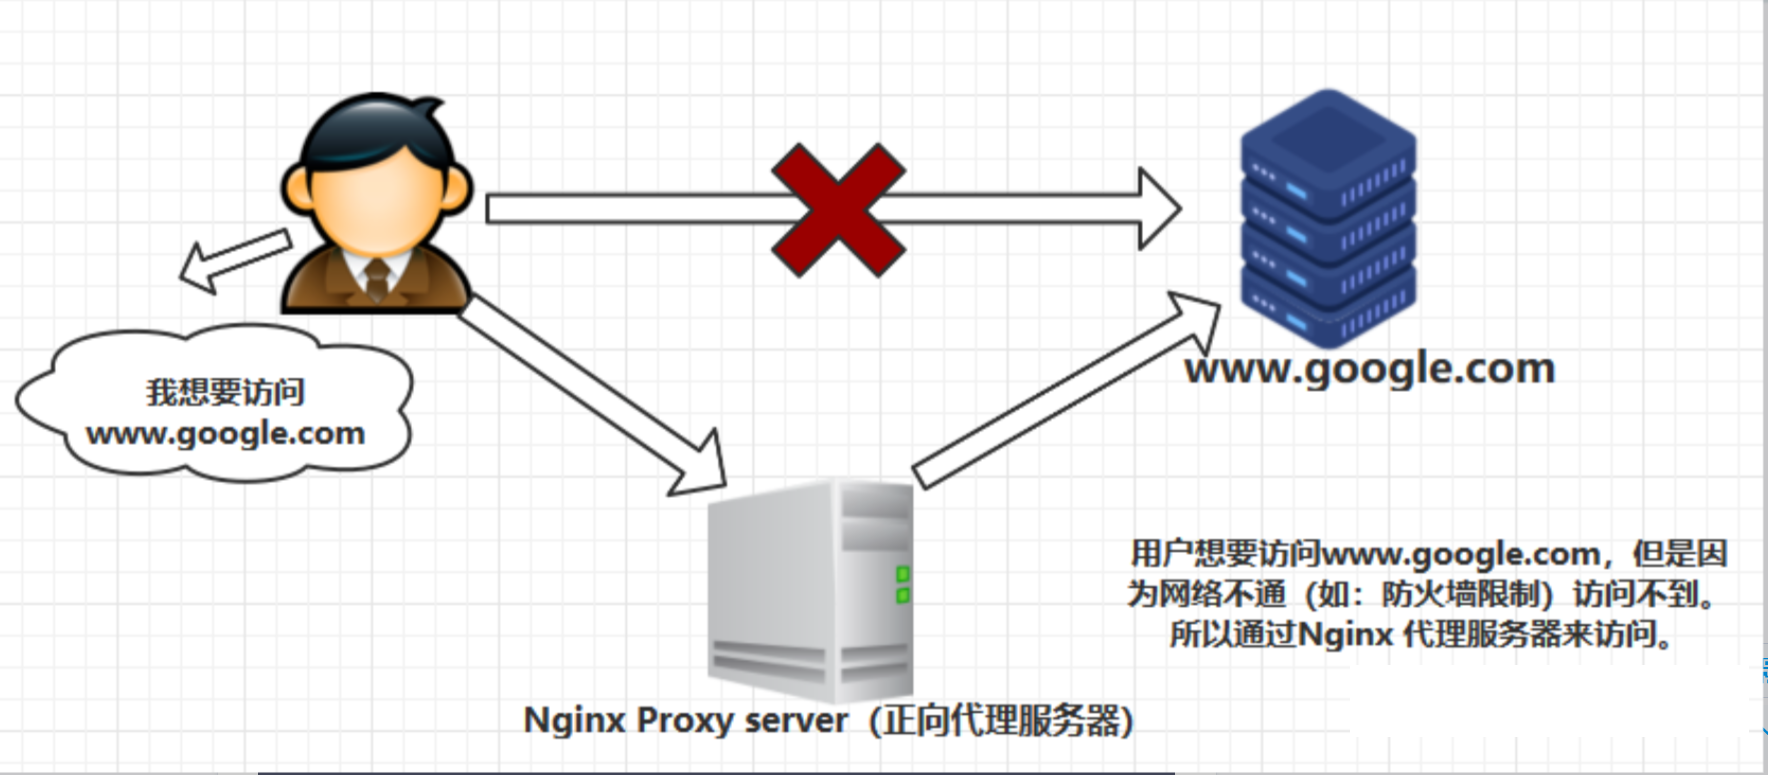 www.google.com
我想要访问
www.google.com
用户想要访问www.google.com，但是因
为网络不通（如：防火墙限制）访问不到。
所以通过Nginx 代理服务器来访问。
Nginx Proxy server（正向代理服务器）